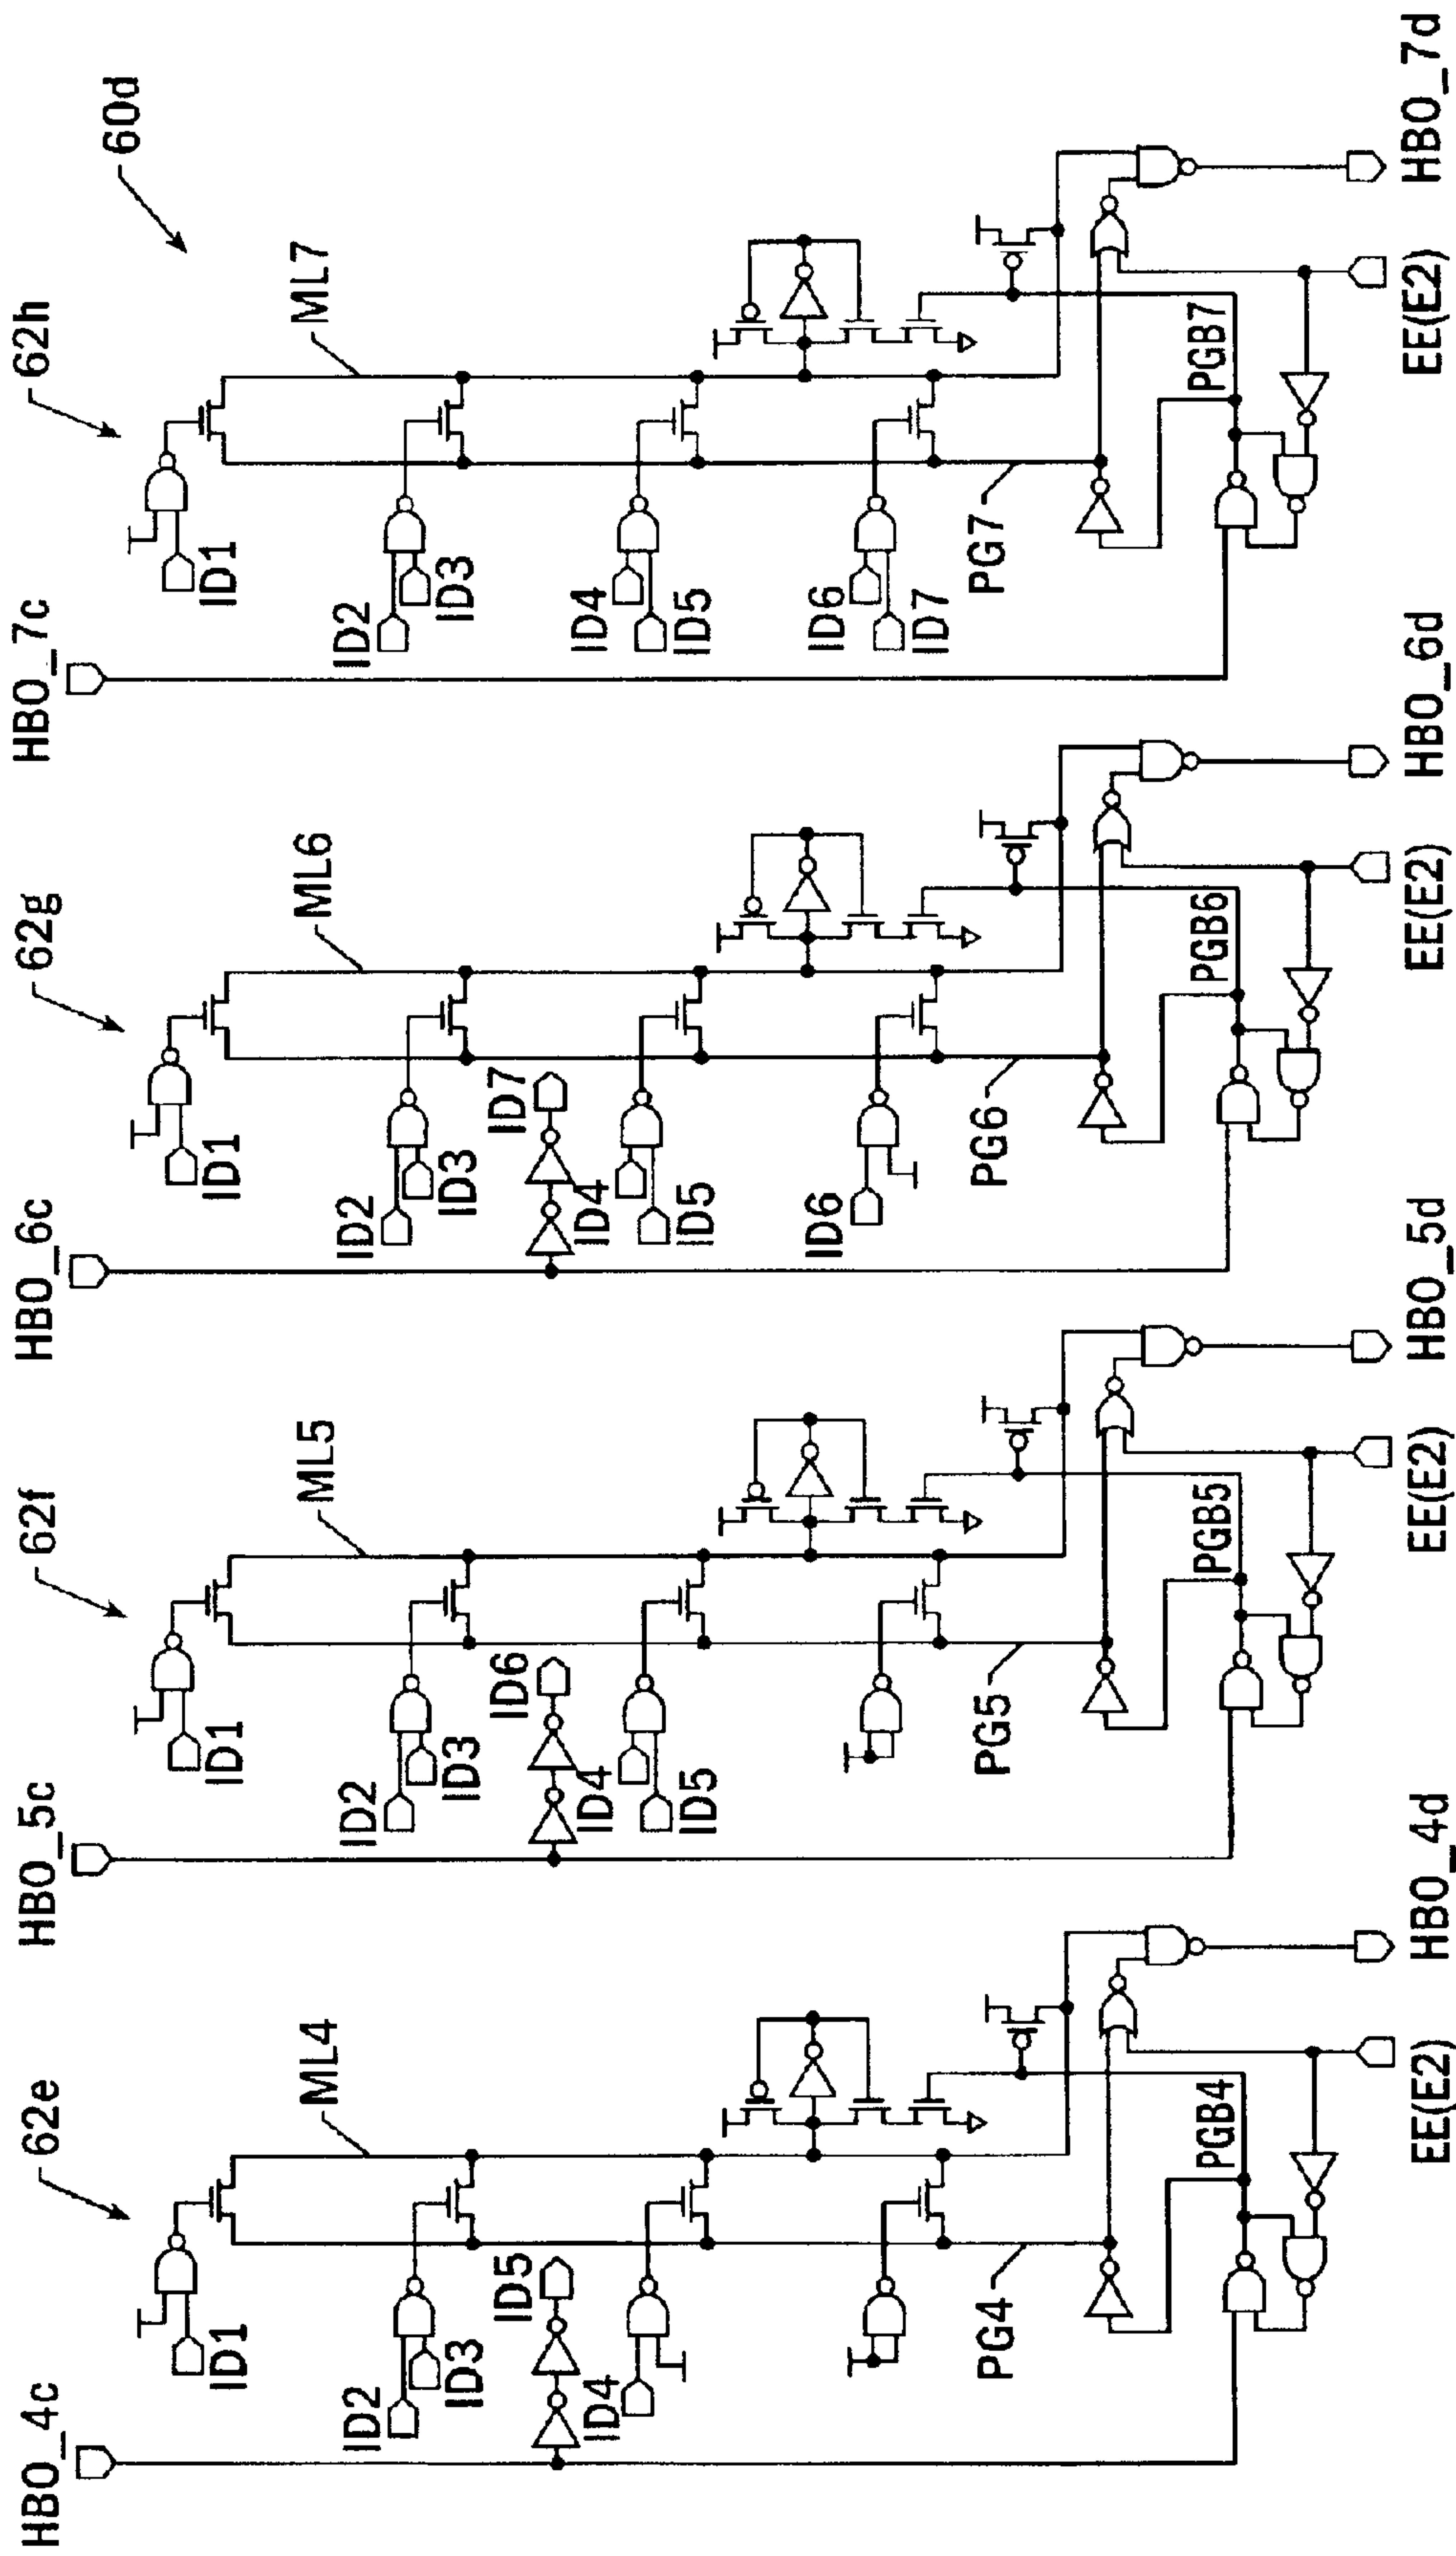 60d
62e
62f
62g
62h
HBO_4c
ID1
ID2
ID3
ID5
ID4
ML4
PG4
PGB4
EE(E2)
HBO_4d
HBO_5c
ID1
ID2
ID3
ID6
ID4
ID5
ML5
PG5
PGB5
EE(E2)
HBO_5d
HBO_6c
ID1
ID2
ID3
ID7
ID4
ID5
ID6
ML6
PG6
PGB6
EE(E2)
HBO_6d
HBO_7c
ID1
ID2
ID3
ID4
ID5
ID6
ID7
ML7
PG7
PGB7
EE(E2)
HBO_7d